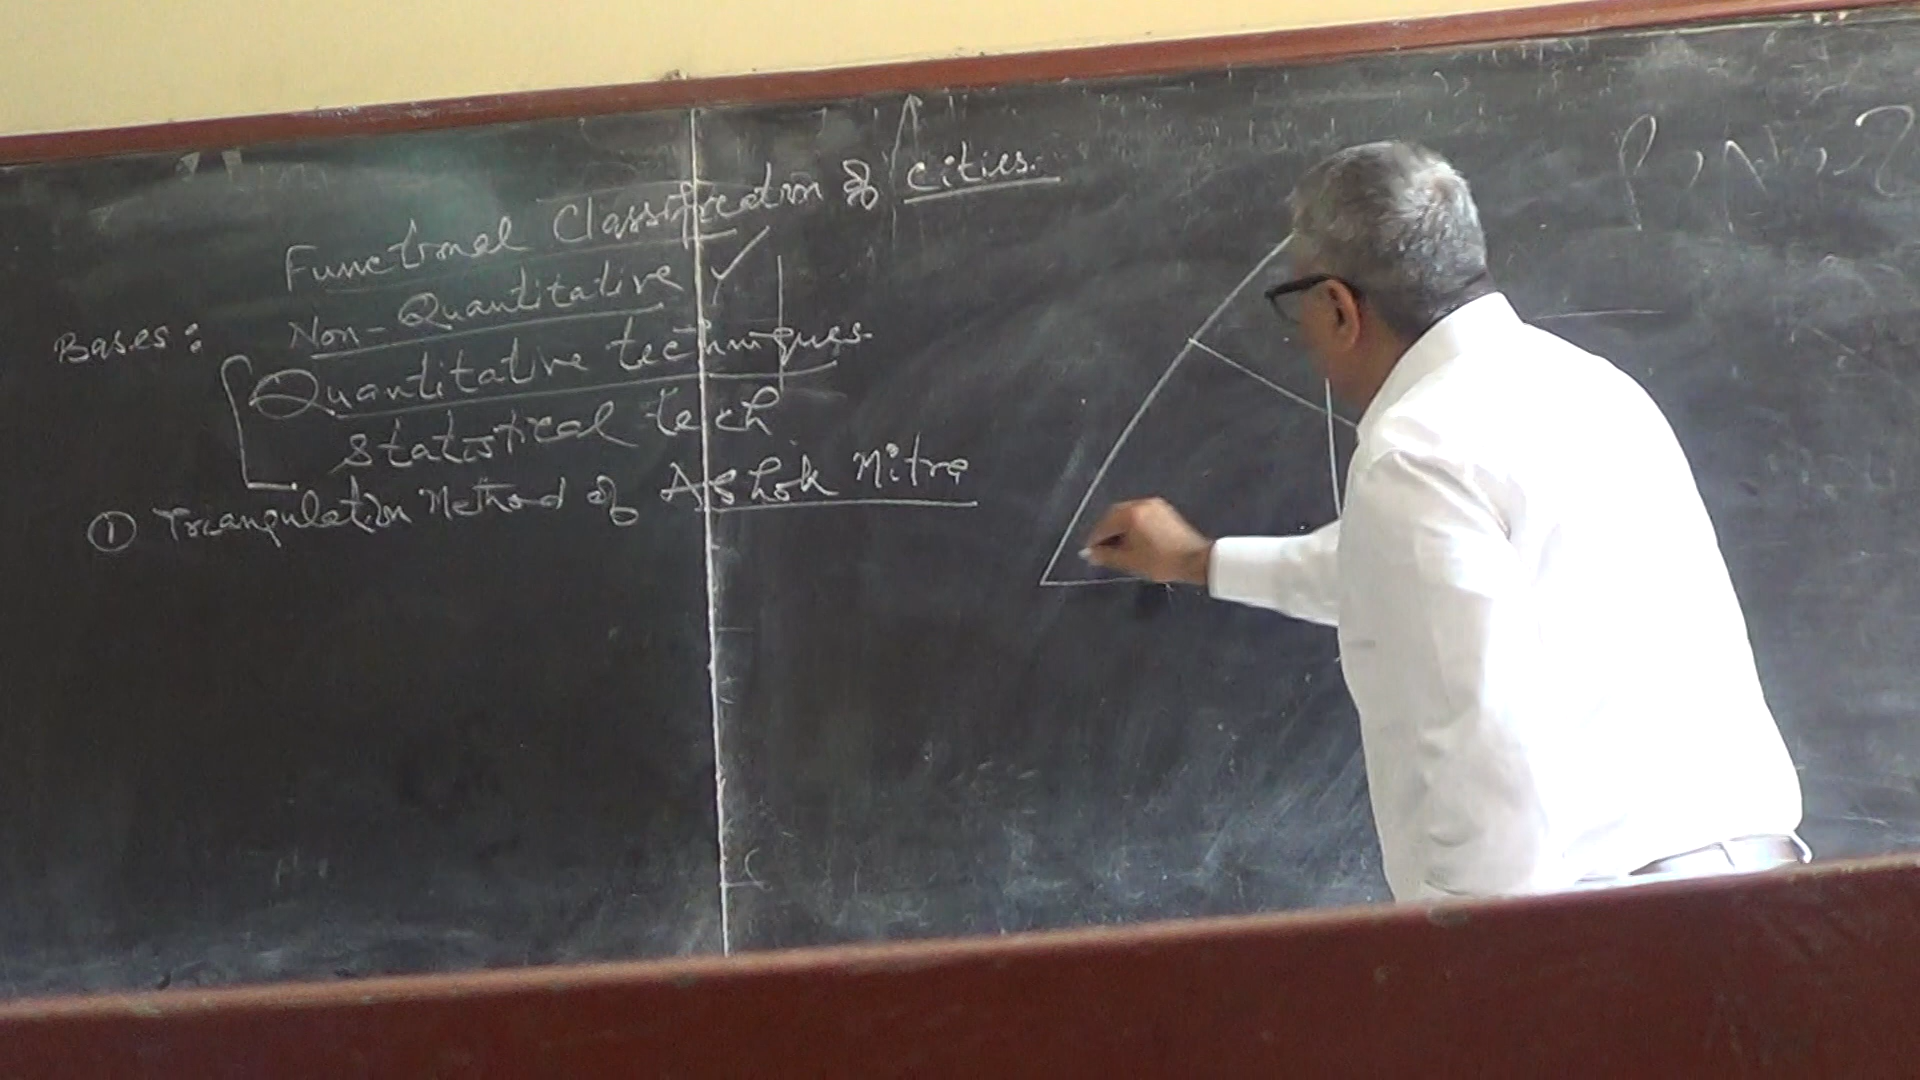 Functional Classification of Cities.
Bases: Non-Quantitative ✓
Quantitative techniques.
Statistical tech
① Triangulation Method of Ashok Mitra